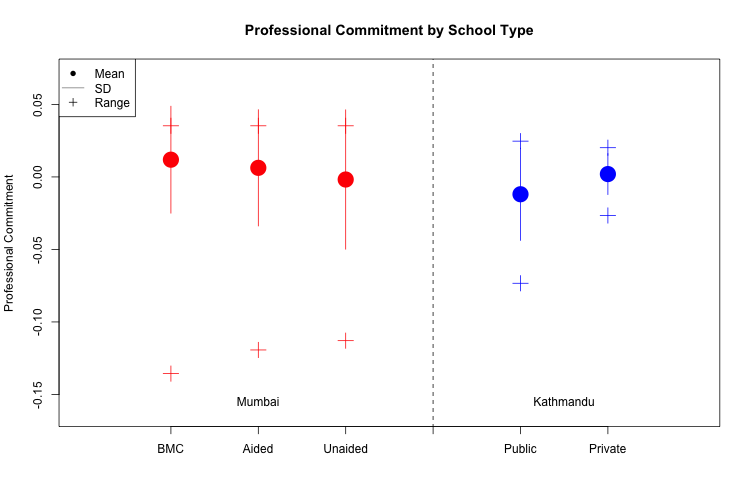 Professional Commitment by School Type
Mean
SD
Range
Professional Commitment
0.05
0.00
-0.05
-0.10
-0.15
Mumbai
Kathmandu
BMC
Aided
Unaided
Public
Private